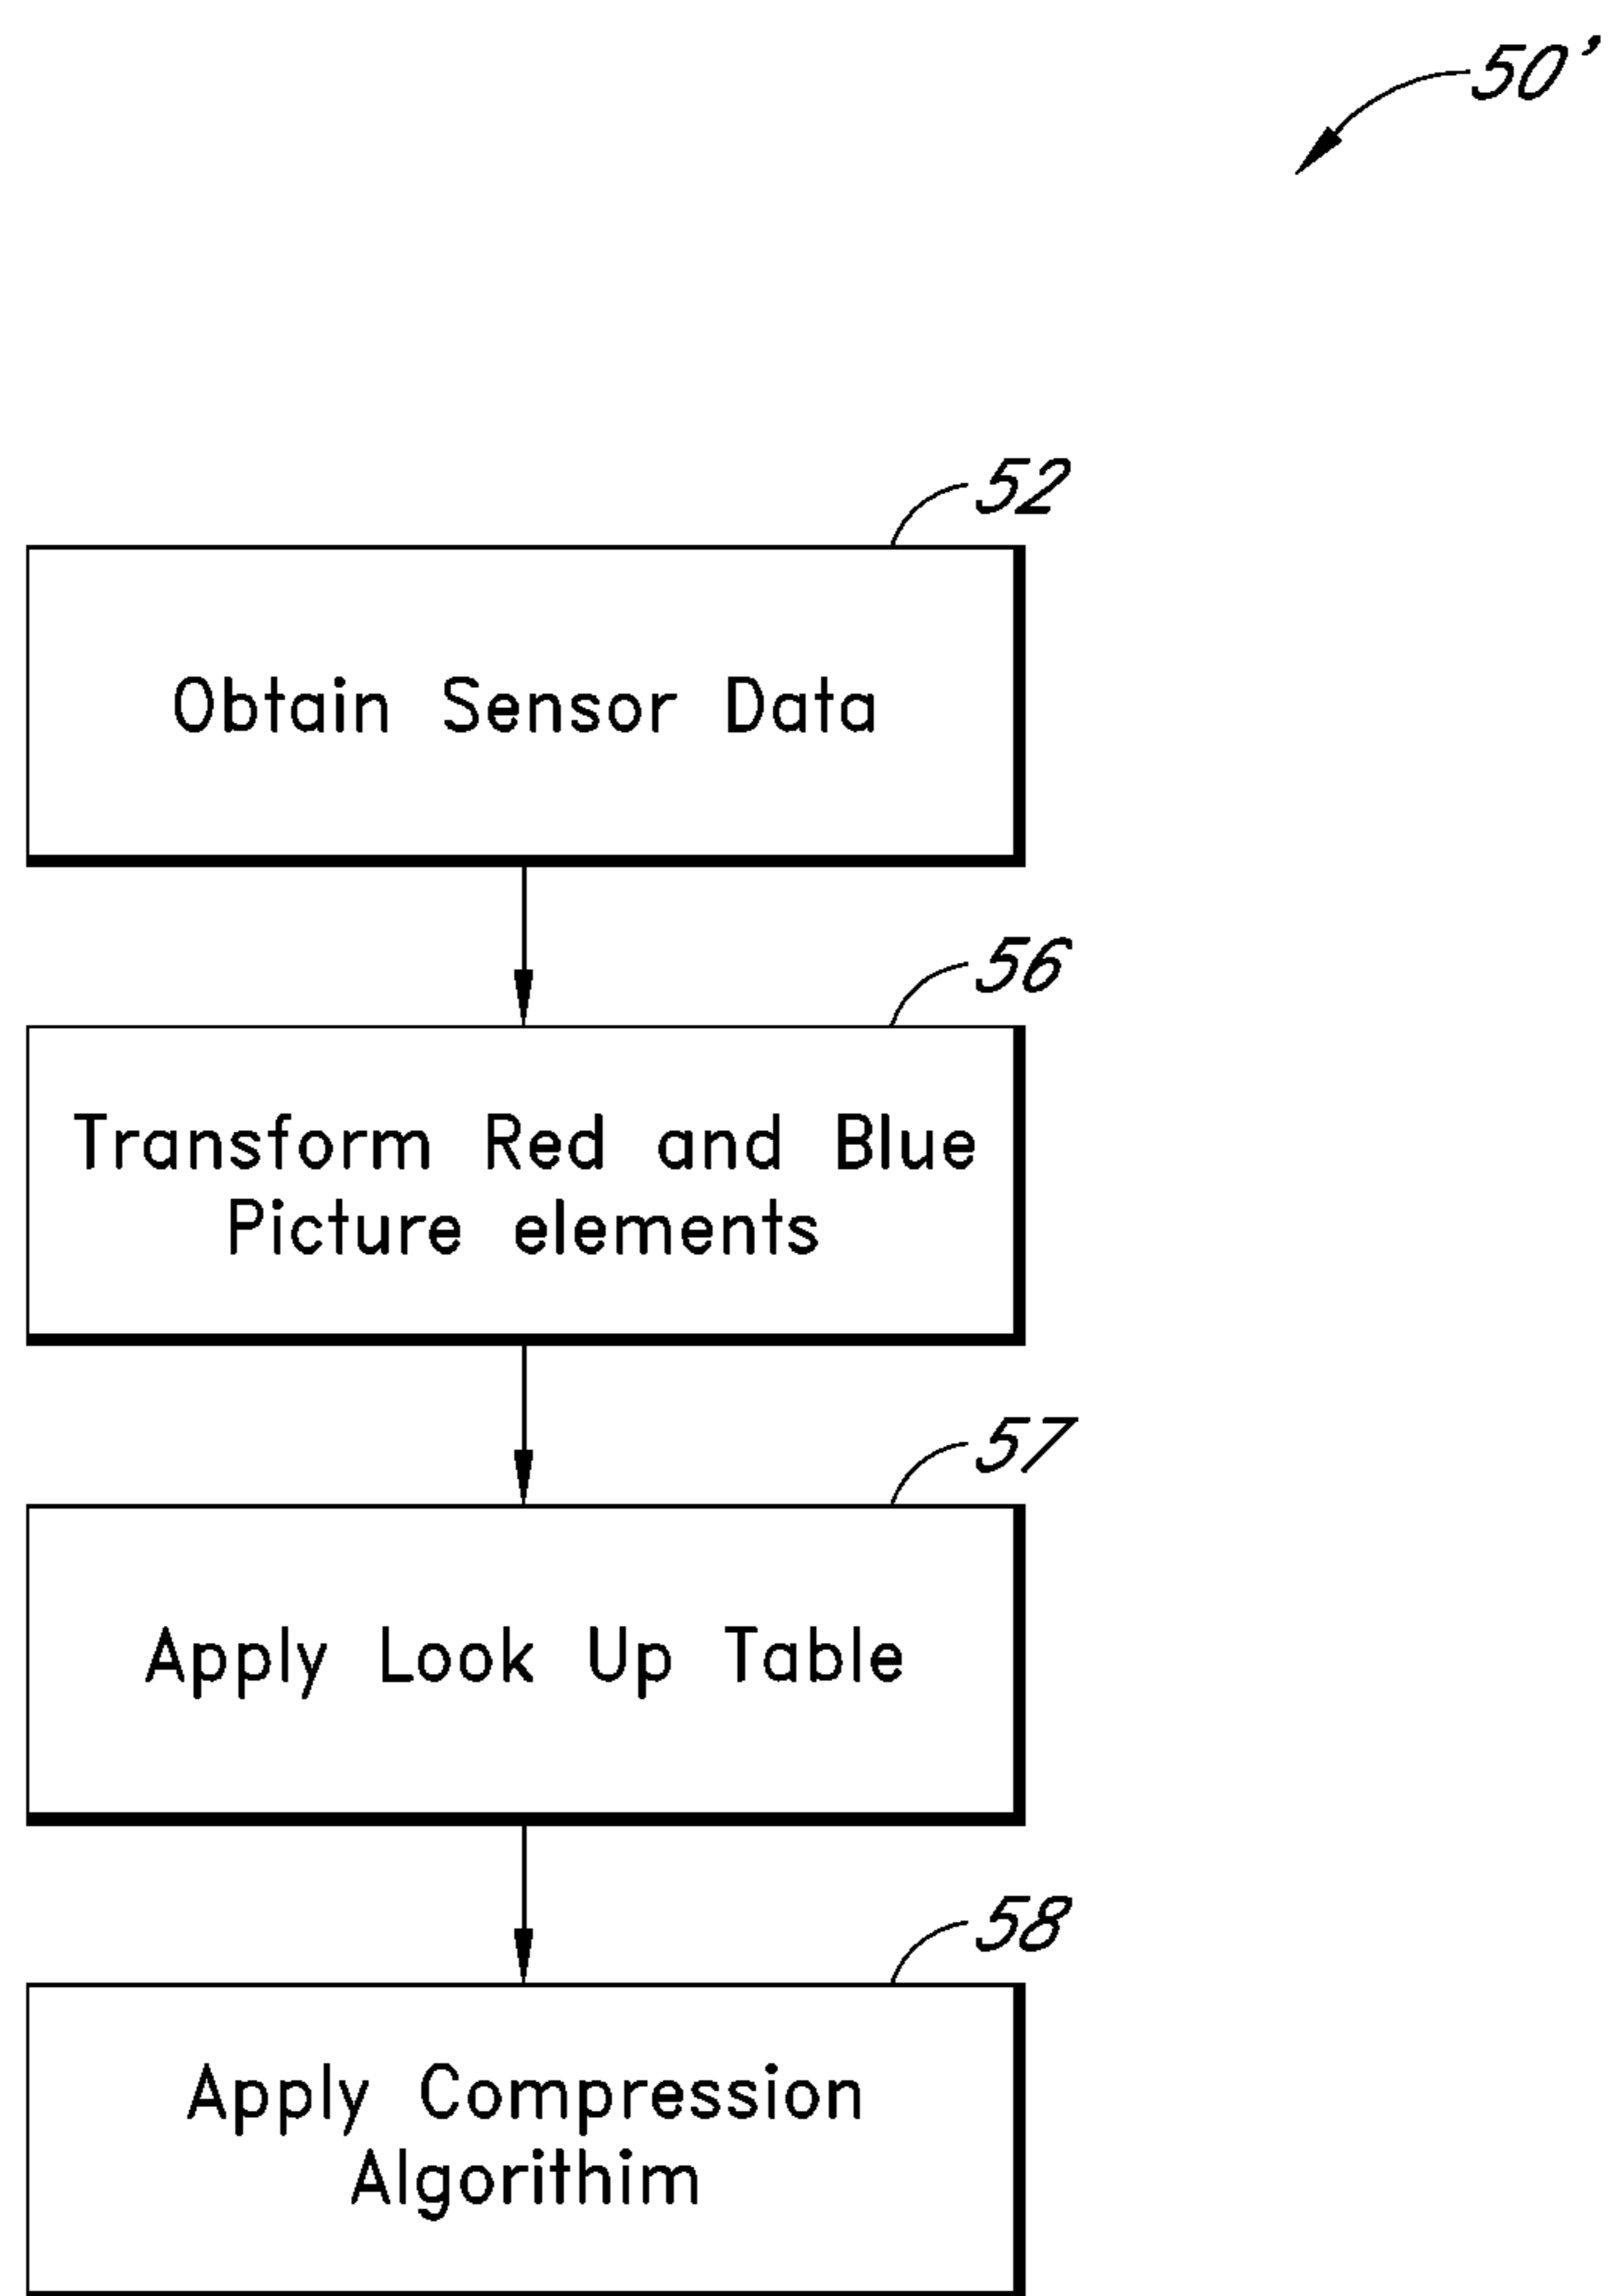 50'
52
Obtain Sensor Data
56
Transform Red and Blue
Picture elements
57
Apply Look Up Table
58
Apply Compression
Algorithim